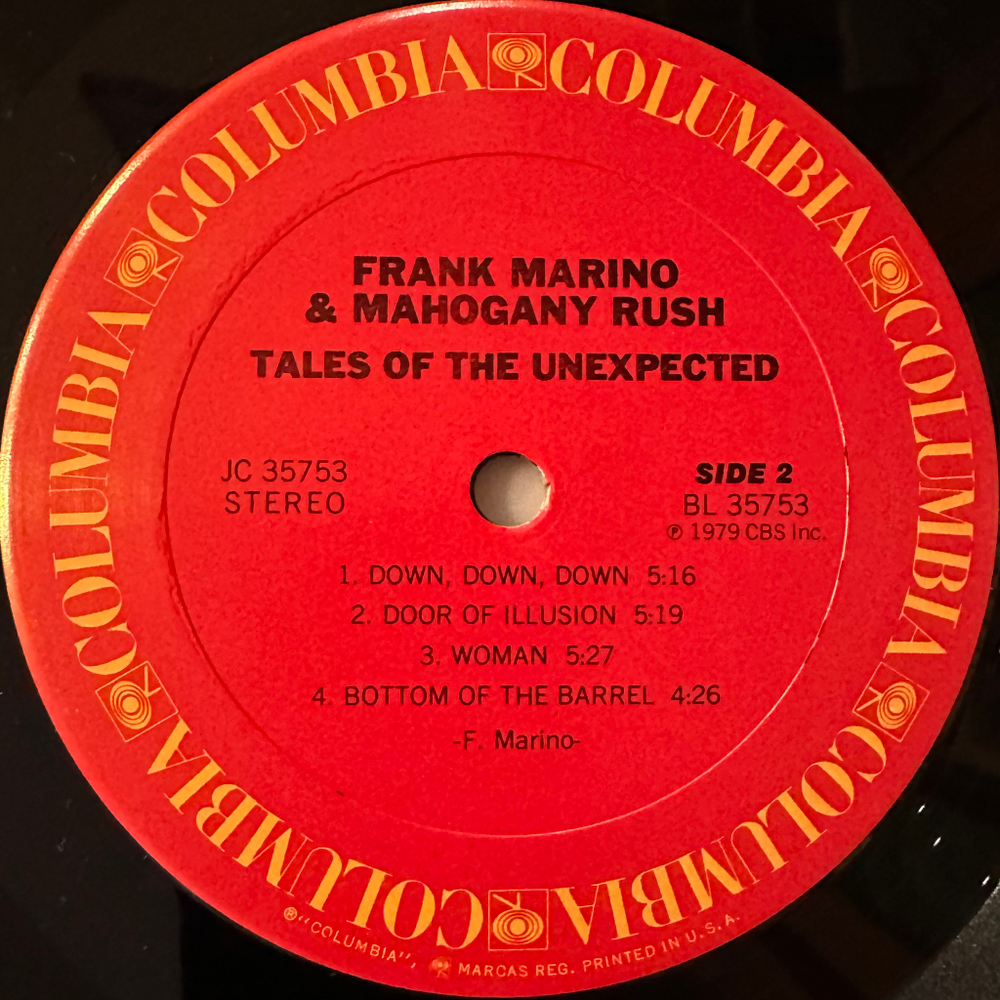 COLUMBIA COLUMBIA COLUMBIA COLUMBIA COLUMBIA COLUMBIA
FRANK MARINO
& MAHOGANY RUSH
TALES OF THE UNEXPECTED
JC 35753
STEREO
SIDE 2
BL 35753
℗ 1979 CBS Inc.
1. DOWN, DOWN, DOWN 5:16
2. DOOR OF ILLUSION 5:19
3. WOMAN 5:27
4. BOTTOM OF THE BARREL 4:26
-F. Marino-
®"COLUMBIA", MARCAS REG. PRINTED IN U.S.A.